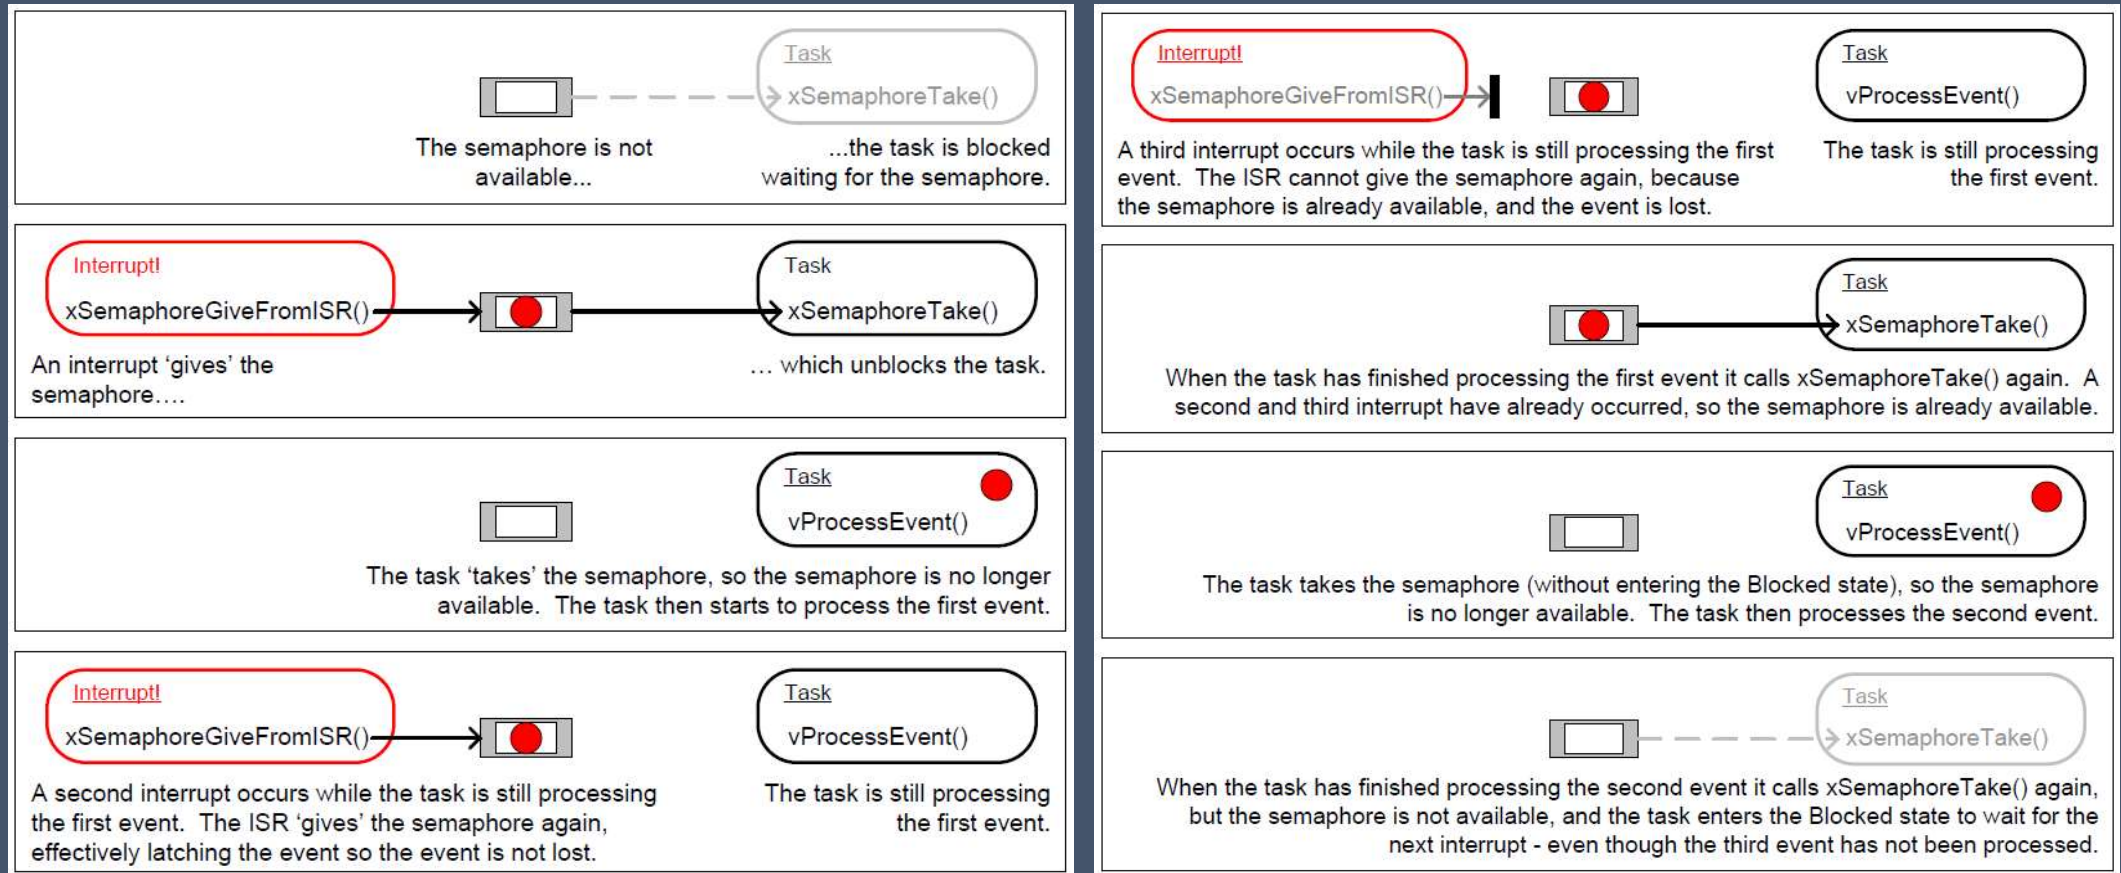 Task
xSemaphoreTake()
The semaphore is not
available...
...the task is blocked
waiting for the semaphore.
Interrupt!
xSemaphoreGiveFromISR()
Task
xSemaphoreTake()
An interrupt ‘gives’ the
semaphore….
… which unblocks the task.
Task
vProcessEvent()
The task ‘takes’ the semaphore, so the semaphore is no longer
available.  The task then starts to process the first event.
Interrupt!
xSemaphoreGiveFromISR()
Task
vProcessEvent()
A second interrupt occurs while the task is still processing
the first event.  The ISR ‘gives’ the semaphore again,
effectively latching the event so the event is not lost.
The task is still processing
the first event.
Interrupt!
xSemaphoreGiveFromISR()
Task
vProcessEvent()
A third interrupt occurs while the task is still processing the first
event.  The ISR cannot give the semaphore again, because
the semaphore is already available, and the event is lost.
The task is still processing
the first event.
Task
xSemaphoreTake()
When the task has finished processing the first event it calls xSemaphoreTake() again.  A
second and third interrupt have already occurred, so the semaphore is already available.
Task
vProcessEvent()
The task takes the semaphore (without entering the Blocked state), so the semaphore
is no longer available.  The task then processes the second event.
Task
xSemaphoreTake()
When the task has finished processing the second event it calls xSemaphoreTake() again,
but the semaphore is not available, and the task enters the Blocked state to wait for the
next interrupt - even though the third event has not been processed.